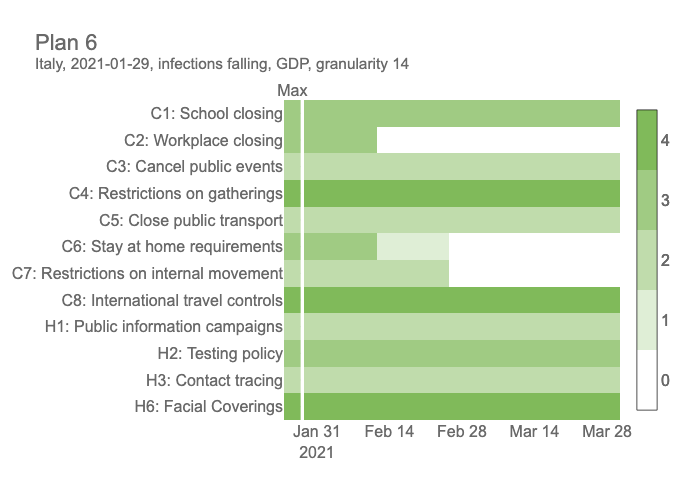 Plan 6
Italy, 2021-01-29, infections falling, GDP, granularity 14
Max
C1: School closing
C2: Workplace closing
C3: Cancel public events
C4: Restrictions on gatherings
C5: Close public transport
C6: Stay at home requirements
C7: Restrictions on internal movement
C8: International travel controls
H1: Public information campaigns
H2: Testing policy
H3: Contact tracing
H6: Facial Coverings
Jan 31 Feb 14 Feb 28 Mar 14 Mar 28
2021
4
3
2
1
0